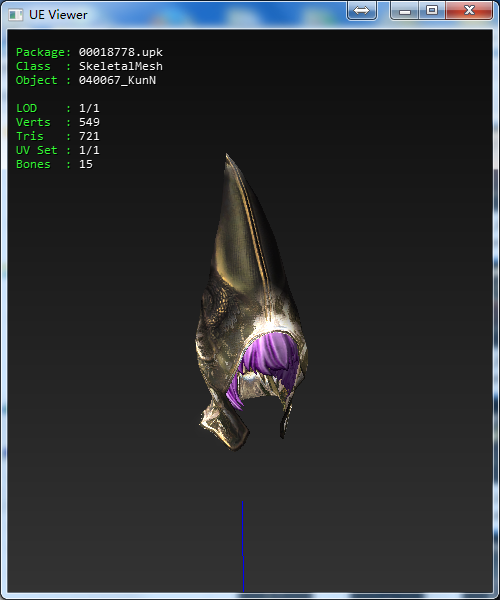 UE Viewer
Package: 00018778.upk
Class : SkeletalMesh
Object : 040067_KunN
LOD : 1/1
Verts : 549
Tris : 721
UV Set : 1/1
Bones : 15